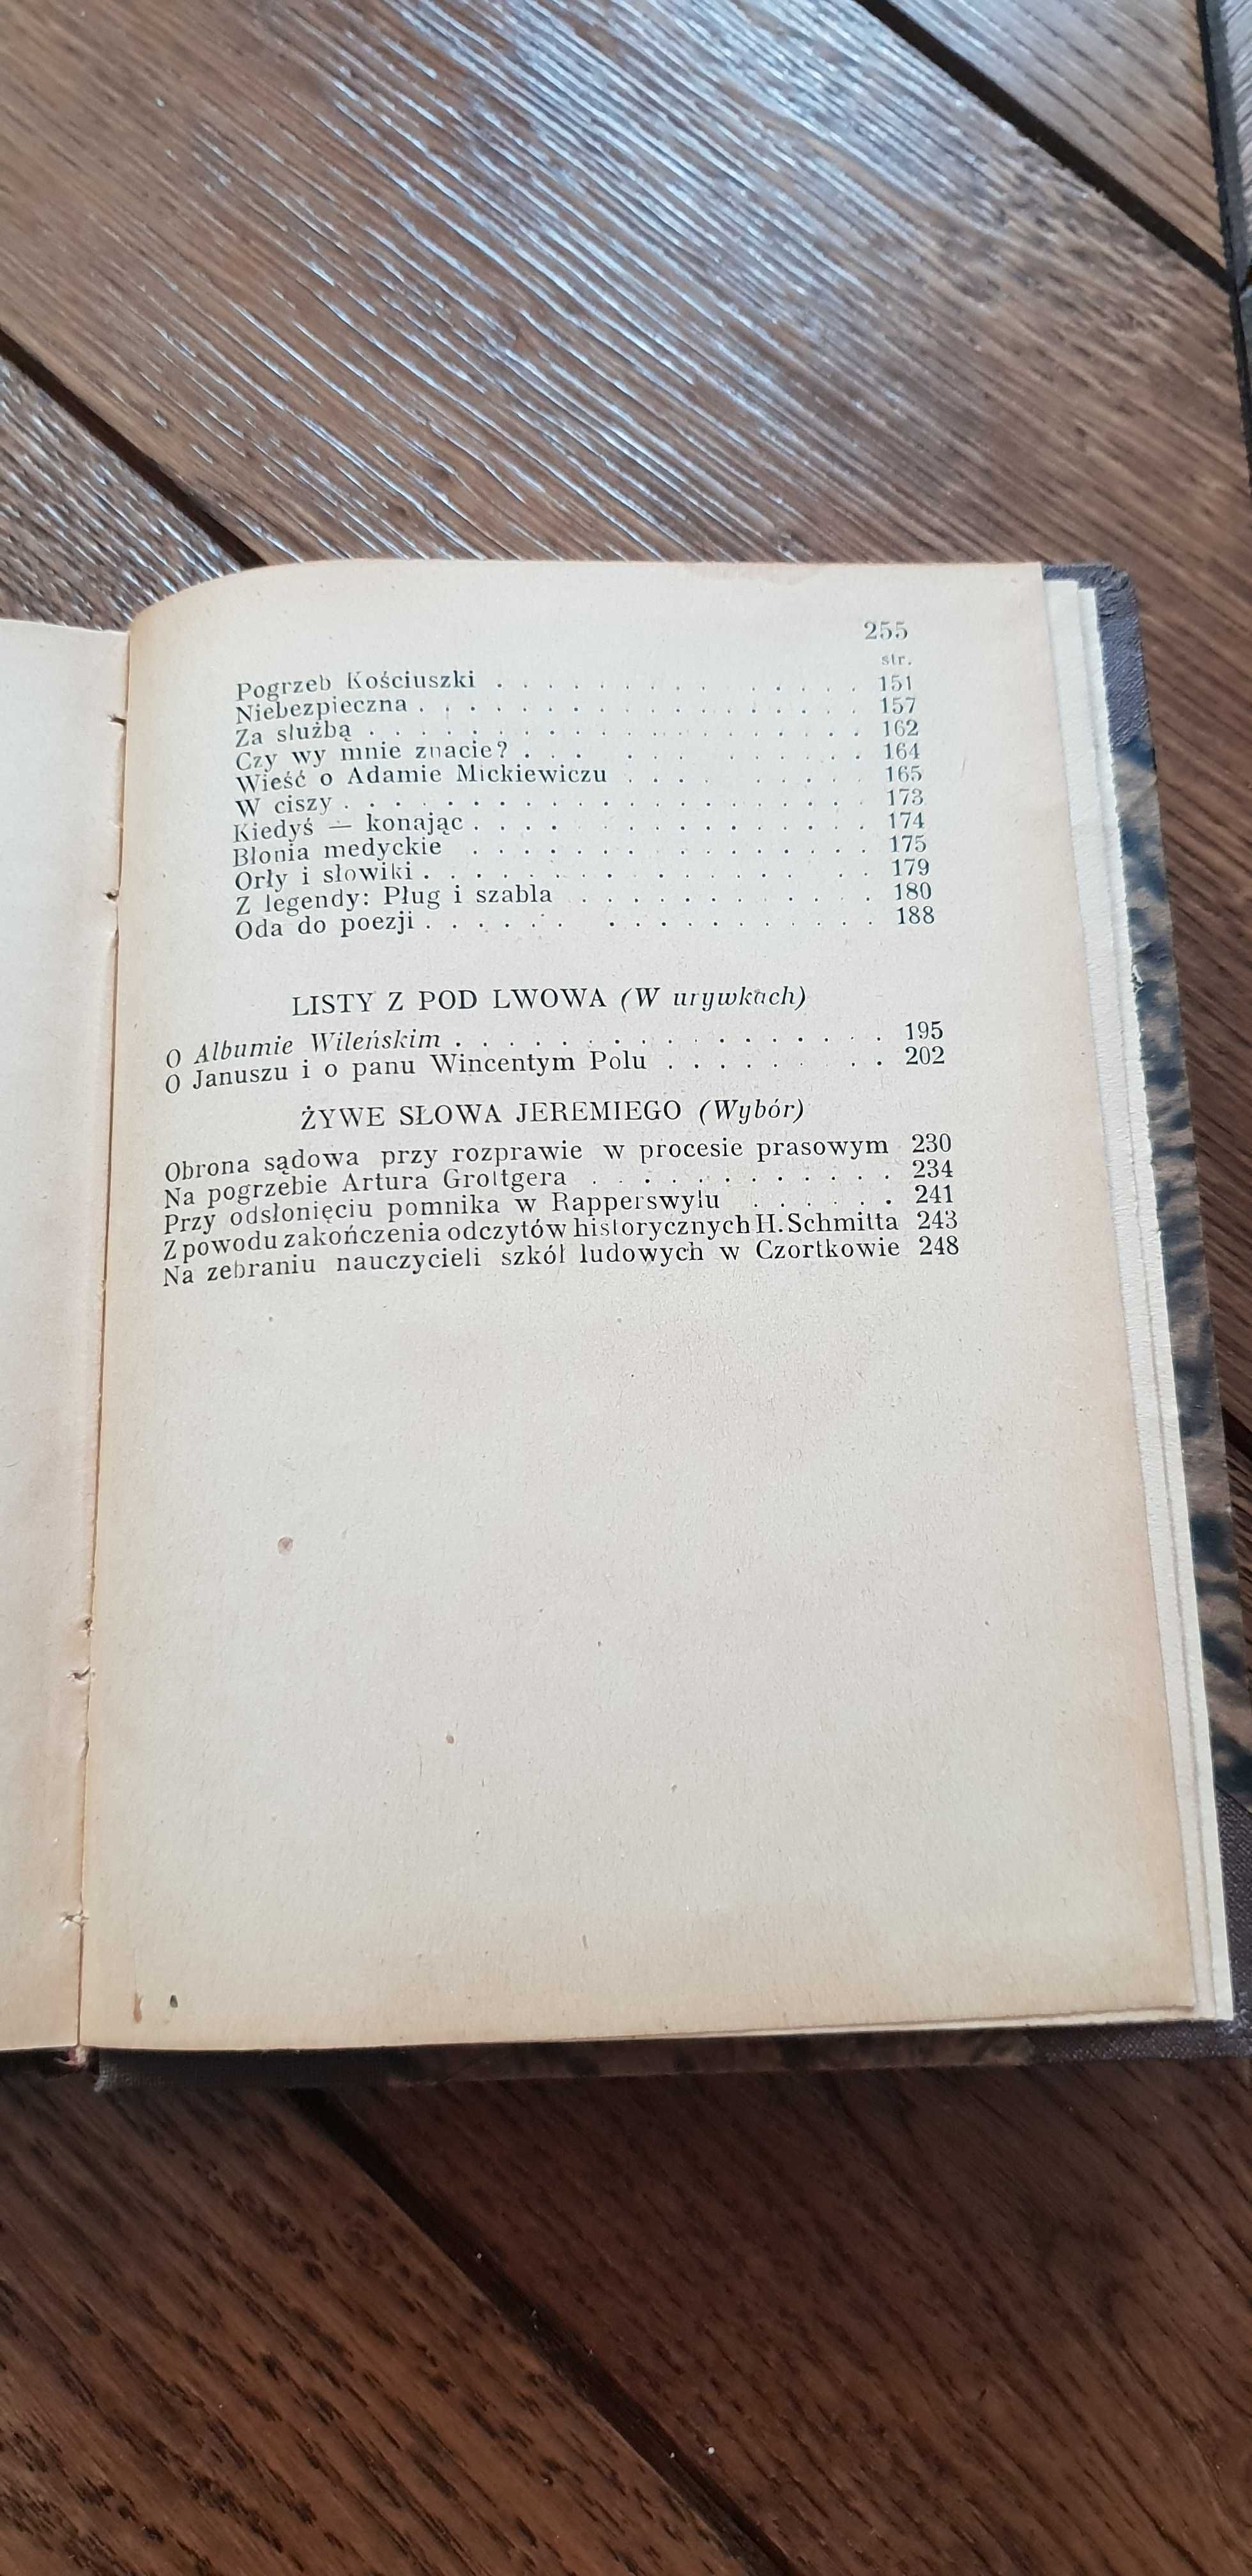 255
str.
Pogrzeb Kościuszki . . . . . . . . . . . . . 151
Niebezpieczna . . . . . . . . . . . . . . . . . 157
Za służbą . . . . . . . . . . . . . . . . . . . 162
Czy wy mnie znacie? . . . . . . . . . . . . . 164
Wieść o Adamie Mickiewiczu . . . . . . . . . 165
W ciszy . . . . . . . . . . . . . . . . . . . . 173
Kiedyś — konając . . . . . . . . . . . . . . . 174
Błonia medyckie . . . . . . . . . . . . . . . . 175
Orły i słowiki . . . . . . . . . . . . . . . . . 179
Z legendy: Pług i szabla . . . . . . . . . . . . 180
Oda do poezji . . . . . . . . . . . . . . . . . 188
LISTY Z POD LWOWA (W urywkach)
O Albumie Wileńskim . . . . . . . . . . . . . . . . . 195
O Januszu i o panu Wincentym Polu . . . . . . . . 202
ŻYWE SŁOWA JEREMIEGO (Wybór)
Obrona sądowa przy rozprawie w procesie prasowym 230
Na pogrzebie Artura Grottgera . . . . . . . . . . . . 234
Przy odsłonięciu pomnika w Rapperswylu . . . . . . 241
Z powodu zakończenia odczytów historycznych H. Schmitta 243
Na zebraniu nauczycieli szkół ludowych w Czortkowie 248